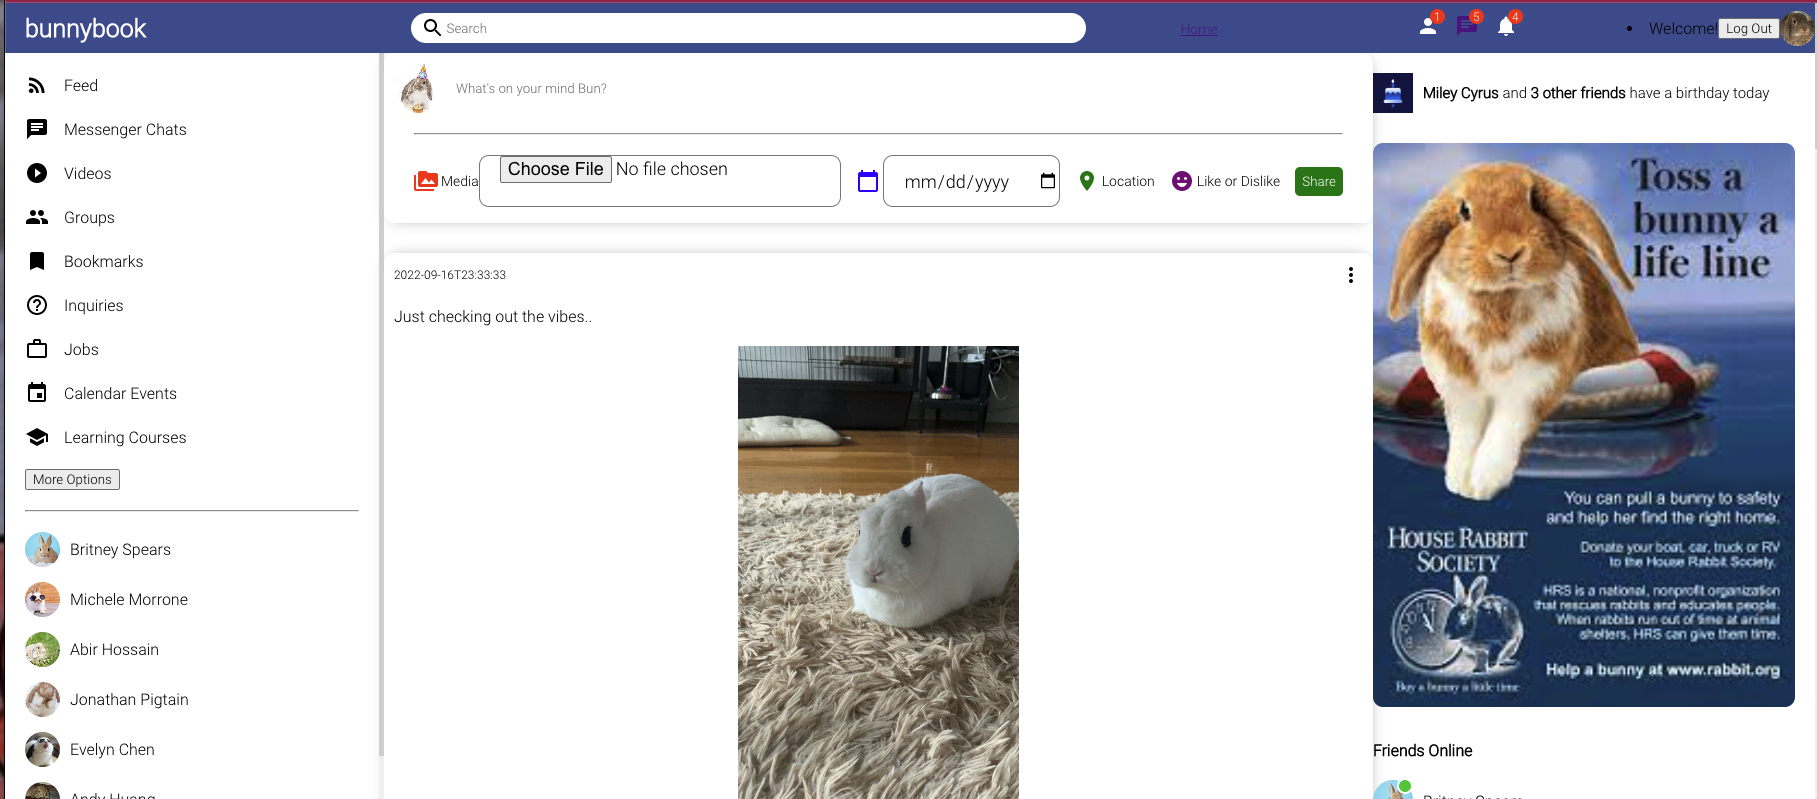 bunnybook
Search
Home
1
5
4
Welcome!
Log Out
Feed
Messenger Chats
Videos
Groups
Bookmarks
Inquiries
Jobs
Calendar Events
Learning Courses
More Options
Britney Spears
Michele Morrone
Abir Hossain
Jonathan Pigtain
Evelyn Chen
Andy Huang
What's on your mind Bun?
Media
Choose File No file chosen
mm/dd/yyyy
Location
Like or Dislike
Share
2022-09-16T23:33:33
Just checking out the vibes..
Miley Cyrus and 3 other friends have a birthday today
Toss a
bunny a
life line
You can pull a bunny to safety
and help her find the right home.
HOUSE RABBIT
SOCIETY
Donate your boat, car, truck or RV
to the House Rabbit Society.
HRS is a national, nonprofit organization
that rescues rabbits and educates people.
When rabbits run out of time at animal
shelters, HRS can give them time.
Buy a bunny a little time
Help a bunny at www.rabbit.org
Friends Online
Britney Spears